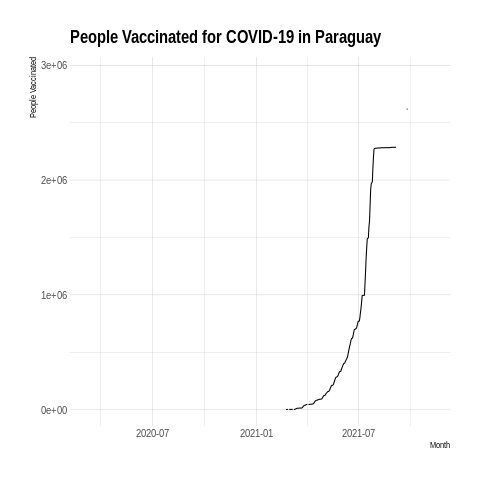 People Vaccinated for COVID-19 in Paraguay
People Vaccinated
3e+06
2e+06
1e+06
0e+00
2020-07
2021-01
2021-07
Month